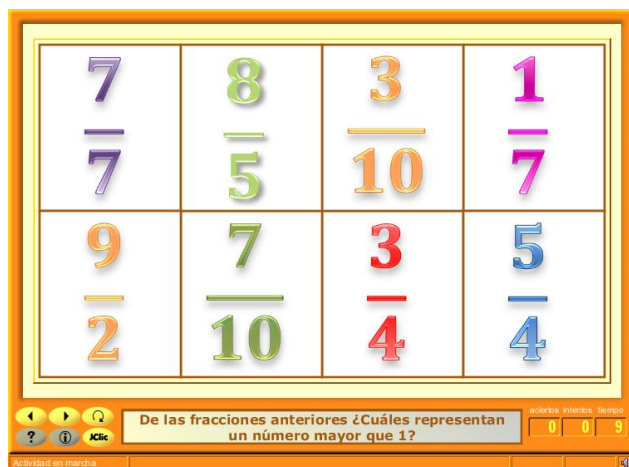 7 8 3 1
7 5 10 7
9 7 3 5
2 10 4 4
aciertos intentos tiempo
0 0 9
De las fracciones anteriores ¿Cuáles representan
un número mayor que 1?
? i JClic
Actividad en marcha